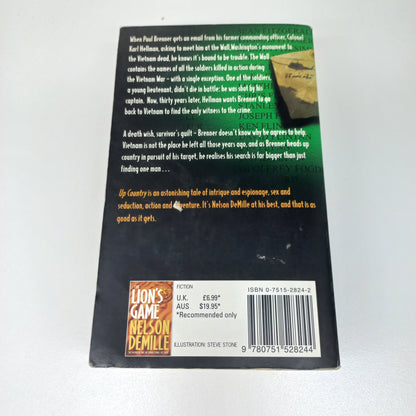 When Paul Brenner gets an email from his former commanding officer, Colonel
Karl Hellman, asking to meet him at the Wall, Washington's monument to
the Vietnam dead, he knows it's bound to be trouble. The Wall
contains the names of all the soldiers killed in action during
the Vietnam War – with a single exception. One of the soldiers,
a young lieutenant, didn't die in battle: he was shot by his
captain. Now, thirty years later, Hellman wants Brenner to go
back to Vietnam to find the only witness to the crime.
A death wish, survivor's guilt – Brenner doesn't know why he agrees to help.
Vietnam is not the place he left all those years ago, and as Brenner heads up
country in pursuit of his target, he realises his search is far bigger than just
finding one man . . .
Up Country is an astonishing tale of intrigue and espionage, sex and
seduction, action and adventure. It's Nelson DeMille at his best, and that is as
good as it gets.
SEAN FITZGERALD
JOSEPH
KEN FLIN
THE
LION'S
GAME
NELSON
DEMILLE
FICTION
U.K. £6.99*
AUS $19.95*
*Recommended only
ILLUSTRATION: STEVE STONE
ISBN 0-7515-2824-2
9 780751 528244